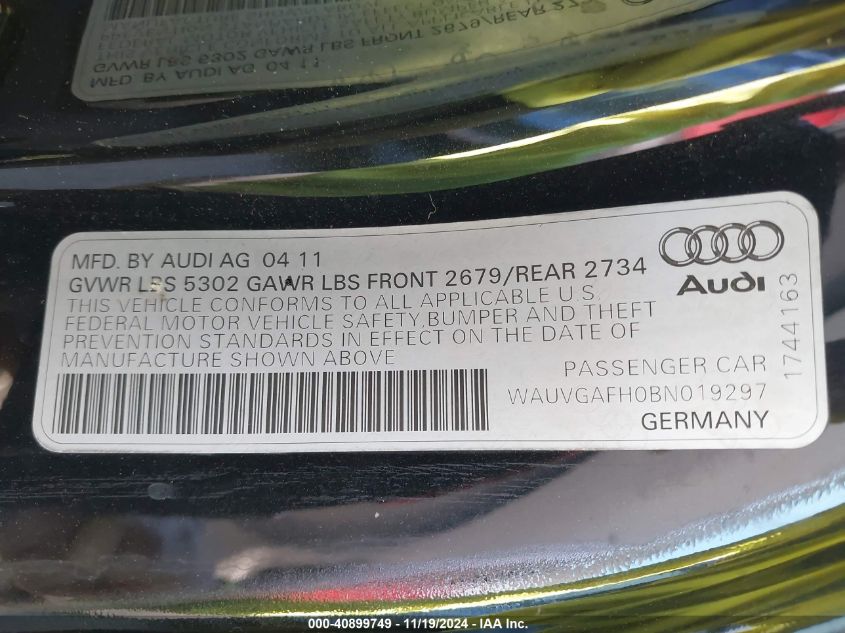 MFD. BY AUDI AG 04 11
GVWR LBS 5302 GAWR LBS FRONT 2679/REAR 2734
THIS VEHICLE CONFORMS TO ALL APPLICABLE U.S.
FEDERAL MOTOR VEHICLE SAFETY, BUMPER AND THEFT
PREVENTION STANDARDS IN EFFECT ON THE DATE OF
MANUFACTURE SHOWN ABOVE
Audi
1744163
PASSENGER CAR
WAUVGAFH0BN019297
GERMANY
000-40899749 - 11/19/2024 - IAA Inc.